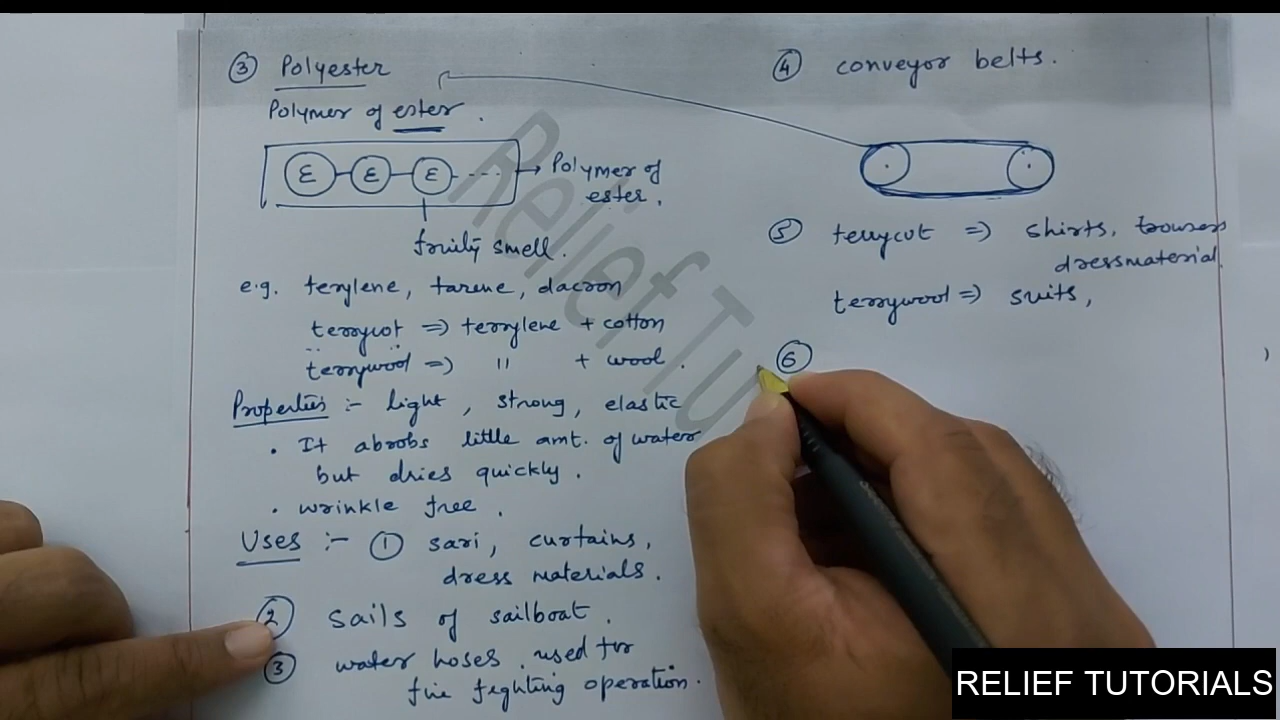 ③ Polyester
Polymer of ester.
ε ε ε ---- → Polymer of
ester.
fruity smell.
e.g. terylene, terene, dacron
terrycot => terrylene + cotton
terrywool => " + wool.
Properties :- light, strong, elastic
• It abrobs little amt. of water
but dries quickly.
• wrinkle free.
Uses :- ① sari, curtains,
dress materials.
② sails of sailboat.
③ water hoses used for
fire fighting operation.
④ conveyor belts.
⑤ terrycot => shirts, trousers
dressmaterial.
terrywool => suits,
⑥
Relief Tu
RELIEF TUTORIALS